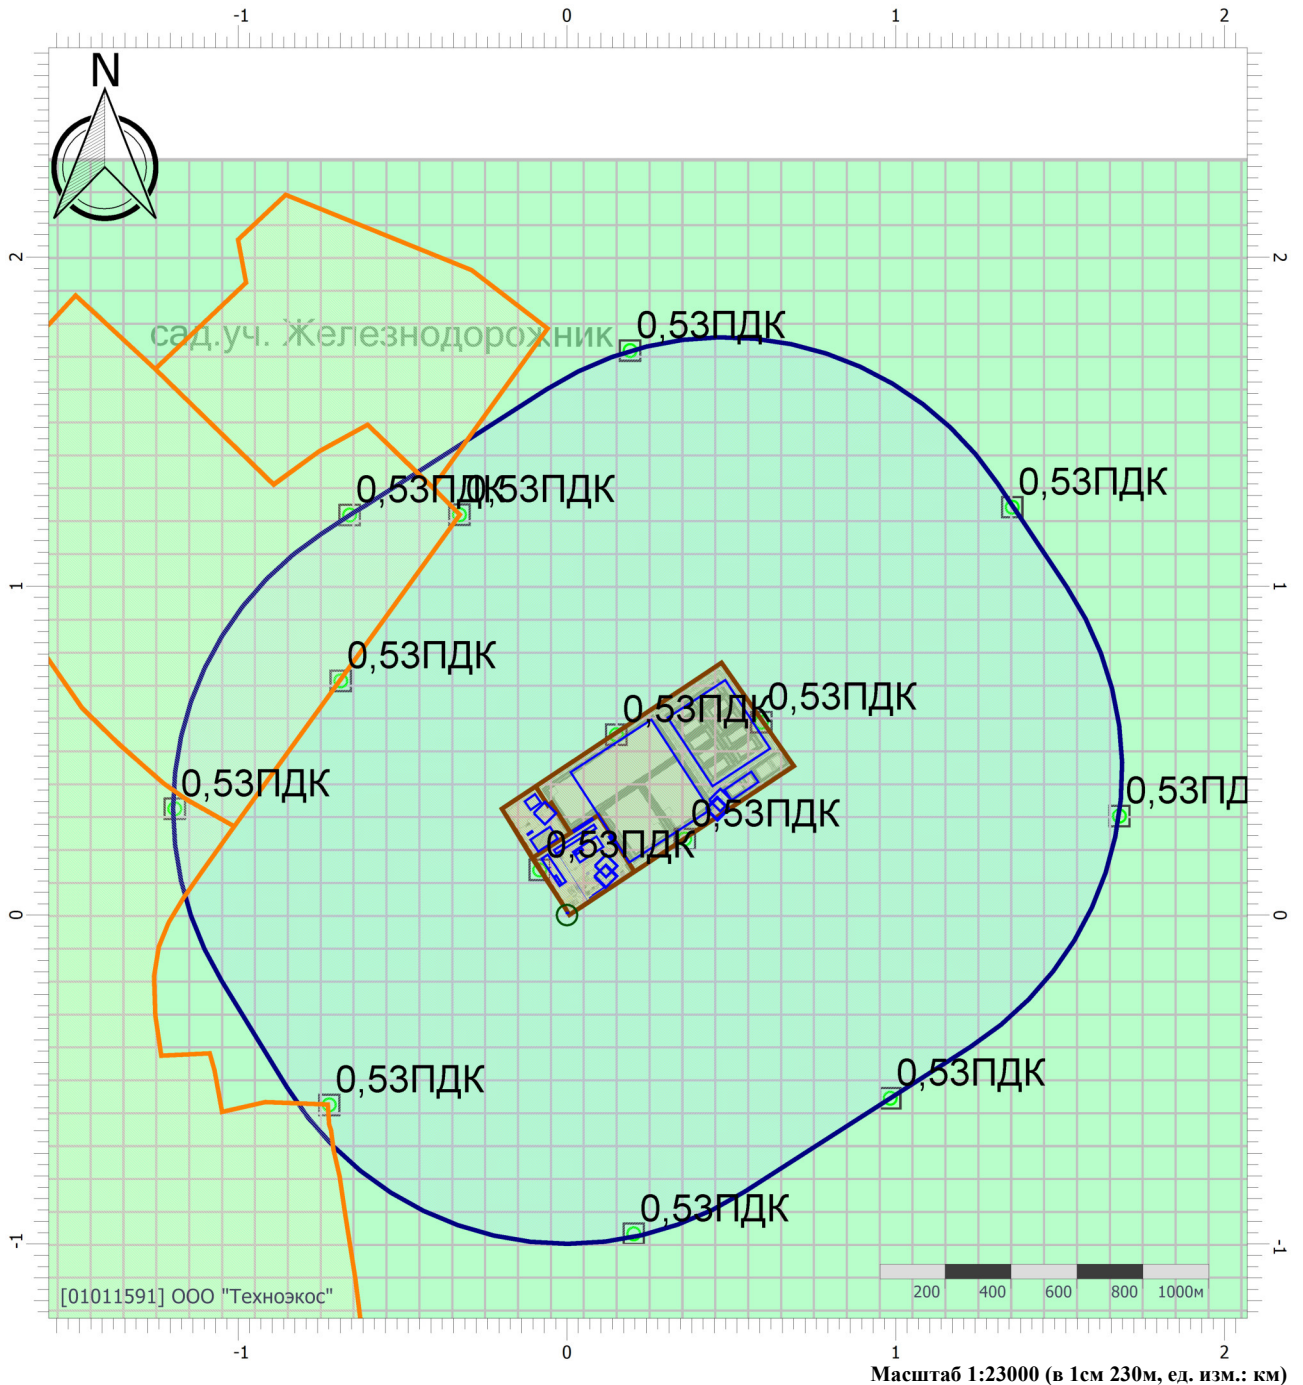 -1 0 1 2
N
2 2
сад.уч. Железнодорожник
0,53ПДК
0,53ПДК 0,53ПДК
0,53ПДК
1 1
0,53ПДК
0,53ПДК
0,53ПДК
0,53ПДК
0,53ПД
0,53ПДК
0,53ПДК
0 0
0,53ПДК
0,53ПДК
0,53ПДК
-1 -1
200 400 600 800 1000м
[01011591] ООО "Техноэкос"
-1 0 1 2
Масштаб 1:23000 (в 1см 230м, ед. изм.: км)